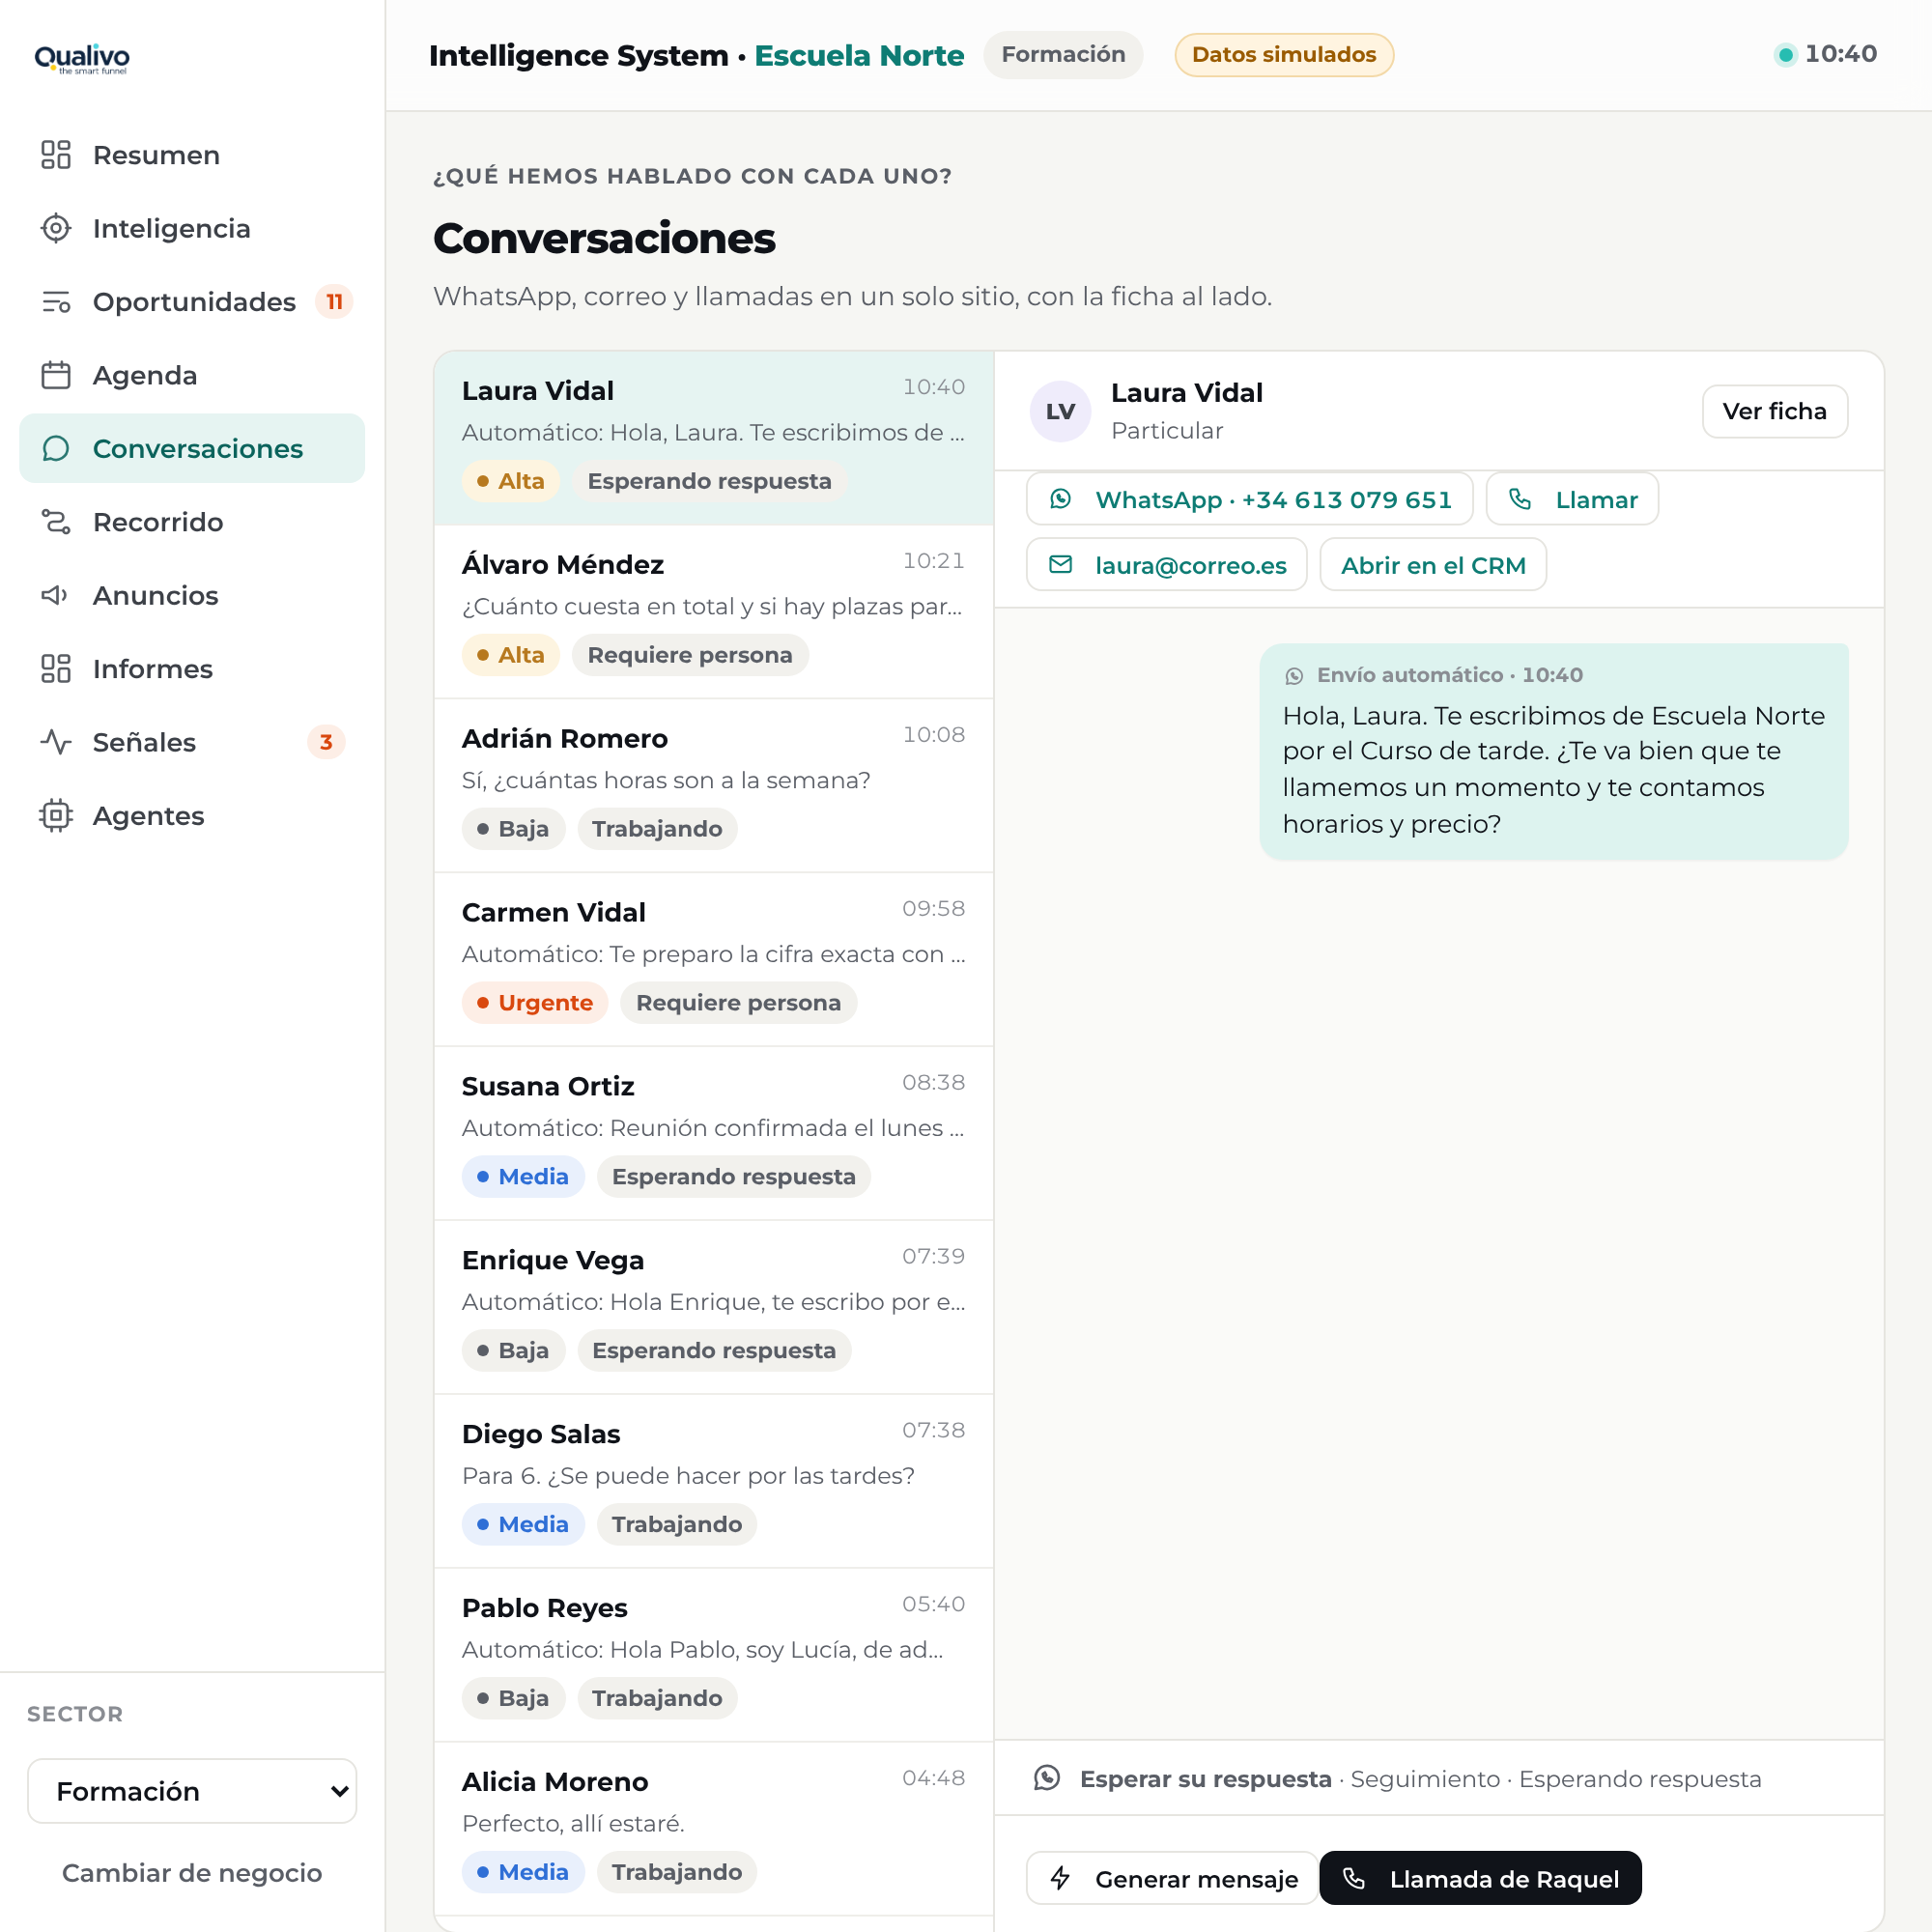 Qualivo
the smart funnel
Resumen
Inteligencia
Oportunidades 11
Agenda
Conversaciones
Recorrido
Anuncios
Informes
Señales 3
Agentes
SECTOR
Formación
Cambiar de negocio
Intelligence System · Escuela Norte Formación Datos simulados 10:40
¿QUÉ HEMOS HABLADO CON CADA UNO?
Conversaciones
WhatsApp, correo y llamadas en un solo sitio, con la ficha al lado.
Laura Vidal 10:40
Automático: Hola, Laura. Te escribimos de ...
Alta Esperando respuesta
Álvaro Méndez 10:21
¿Cuánto cuesta en total y si hay plazas par...
Alta Requiere persona
Adrián Romero 10:08
Sí, ¿cuántas horas son a la semana?
Baja Trabajando
Carmen Vidal 09:58
Automático: Te preparo la cifra exacta con ...
Urgente Requiere persona
Susana Ortiz 08:38
Automático: Reunión confirmada el lunes ...
Media Esperando respuesta
Enrique Vega 07:39
Automático: Hola Enrique, te escribo por e...
Baja Esperando respuesta
Diego Salas 07:38
Para 6. ¿Se puede hacer por las tardes?
Media Trabajando
Pablo Reyes 05:40
Automático: Hola Pablo, soy Lucía, de ad...
Baja Trabajando
Alicia Moreno 04:48
Perfecto, allí estaré.
Media Trabajando
LV
Laura Vidal
Particular
Ver ficha
WhatsApp · +34 613 079 651 Llamar
laura@correo.es Abrir en el CRM
Envío automático · 10:40
Hola, Laura. Te escribimos de Escuela Norte
por el Curso de tarde. ¿Te va bien que te
llamemos un momento y te contamos
horarios y precio?
Esperar su respuesta · Seguimiento · Esperando respuesta
Generar mensaje Llamada de Raquel